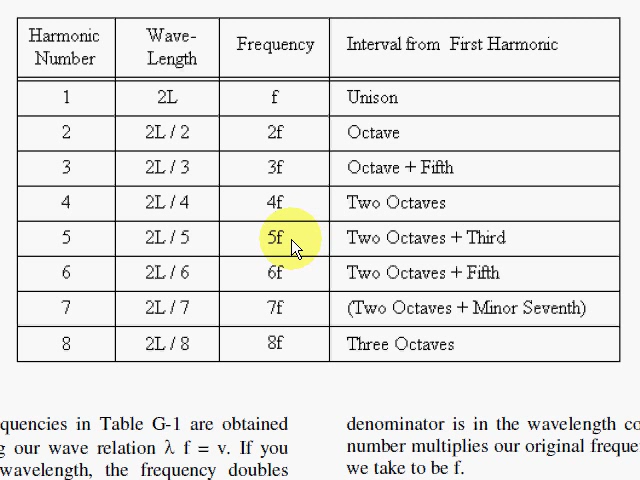 Harmonic Number Wave-Length Frequency Interval from First Harmonic
1 2L f Unison
2 2L / 2 2f Octave
3 2L / 3 3f Octave + Fifth
4 2L / 4 4f Two Octaves
5 2L / 5 5f Two Octaves + Third
6 2L / 6 6f Two Octaves + Fifth
7 2L / 7 7f (Two Octaves + Minor Seventh)
8 2L / 8 8f Three Octaves
quencies in Table G-1 are obtained
g our wave relation λ f = v. If you
wavelength, the frequency doubles
denominator is in the wavelength co
number multiplies our original freque
we take to be f.